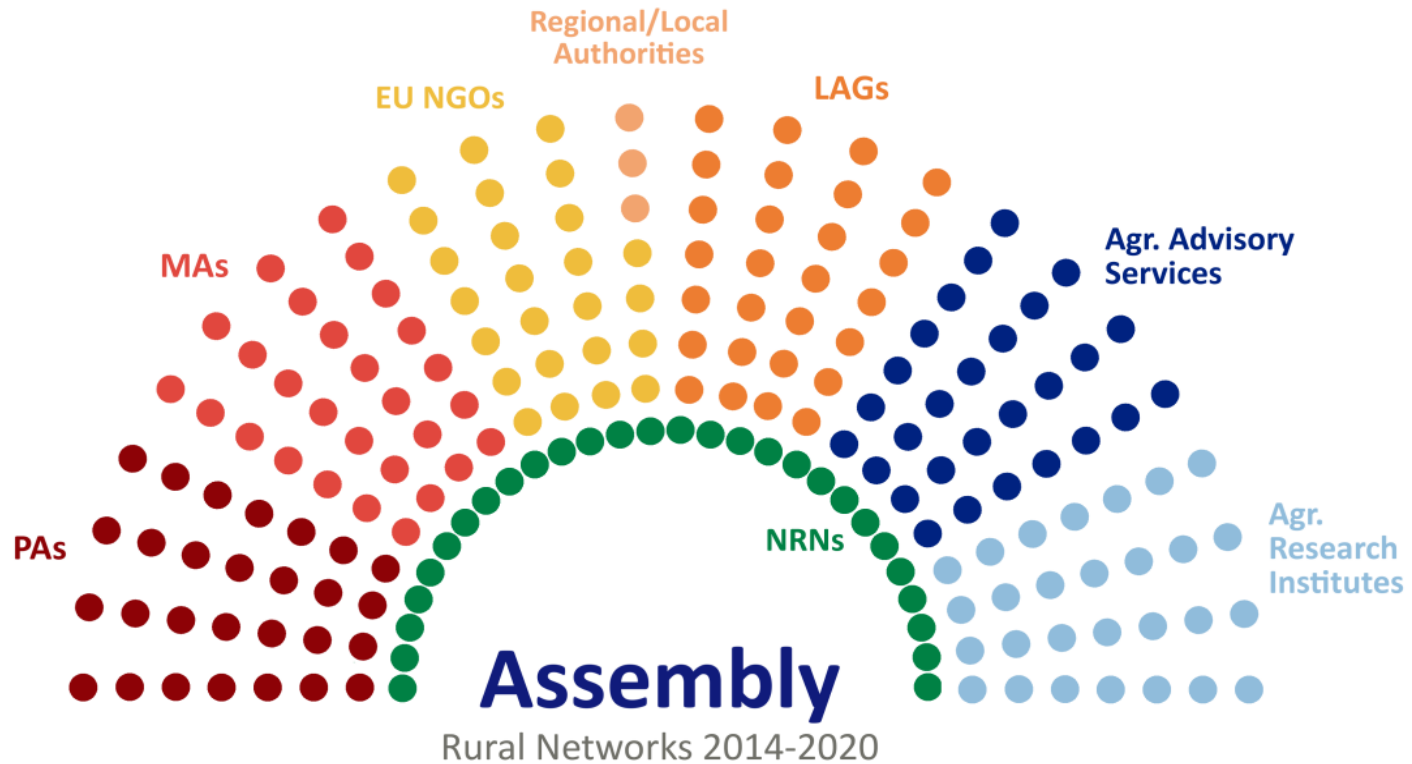 Regional/Local
Authorities
EU NGOs
LAGs
MAs
Agr. Advisory
Services
PAs
NRNs
Agr.
Research
Institutes
Assembly
Rural Networks 2014-2020